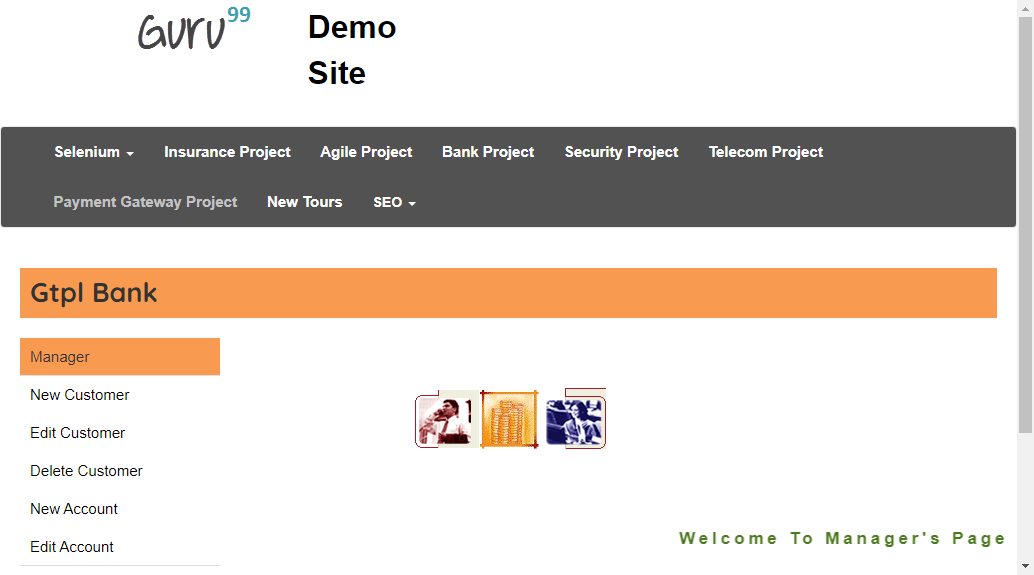 Guru99
Demo
Site
Selenium Insurance Project Agile Project Bank Project Security Project Telecom Project
Payment Gateway Project New Tours SEO
Gtpl Bank
Manager
New Customer
Edit Customer
Delete Customer
New Account
Edit Account
Welcome To Manager's Page